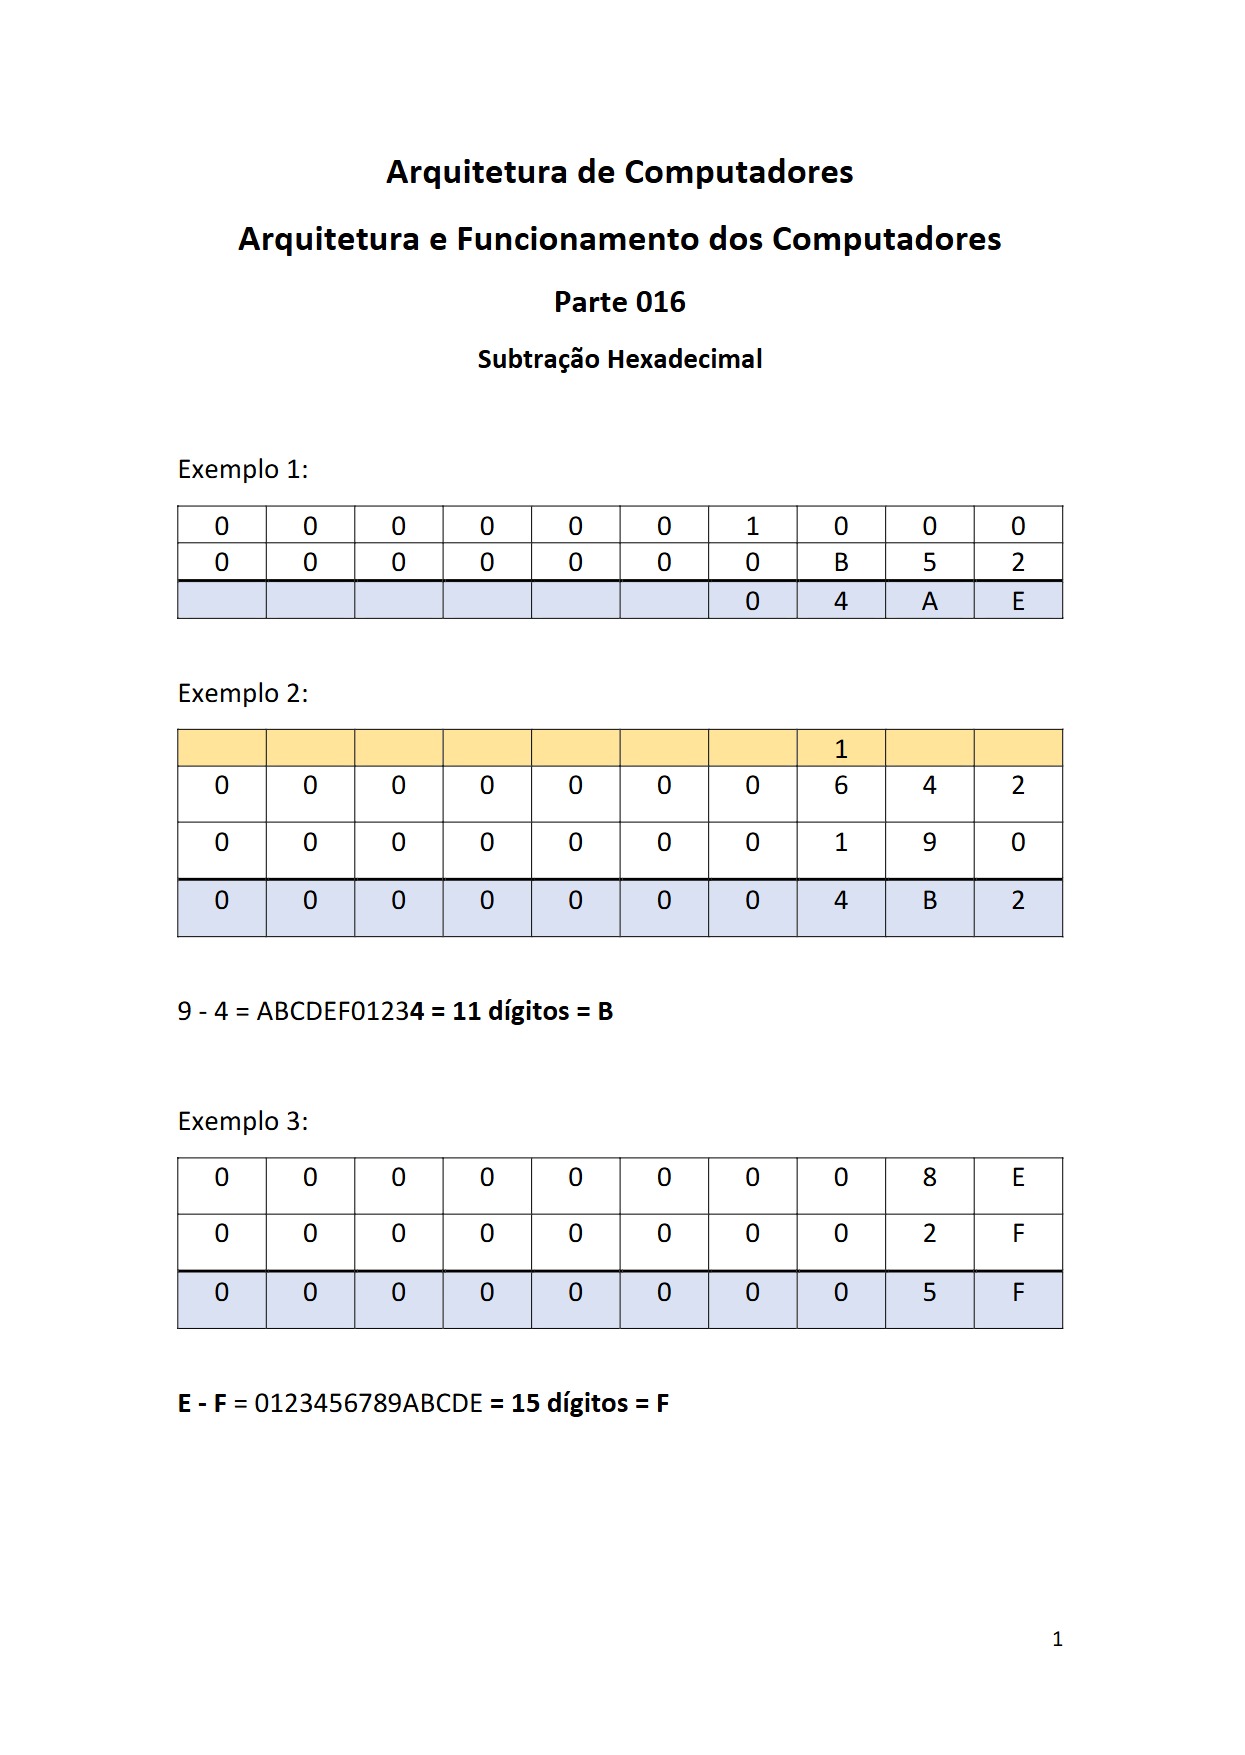 Arquitetura de Computadores
Arquitetura e Funcionamento dos Computadores
Parte 016
Subtração Hexadecimal
Exemplo 1:
0 0 0 0 0 0 1 0 0 0
0 0 0 0 0 0 0 B 5 2
0 4 A E
Exemplo 2:
1
0 0 0 0 0 0 0 6 4 2
0 0 0 0 0 0 0 1 9 0
0 0 0 0 0 0 0 4 B 2
9 - 4 = ABCDEF01234 = 11 dígitos = B
Exemplo 3:
0 0 0 0 0 0 0 0 8 E
0 0 0 0 0 0 0 0 2 F
0 0 0 0 0 0 0 0 5 F
E - F = 0123456789ABCDE = 15 dígitos = F
1